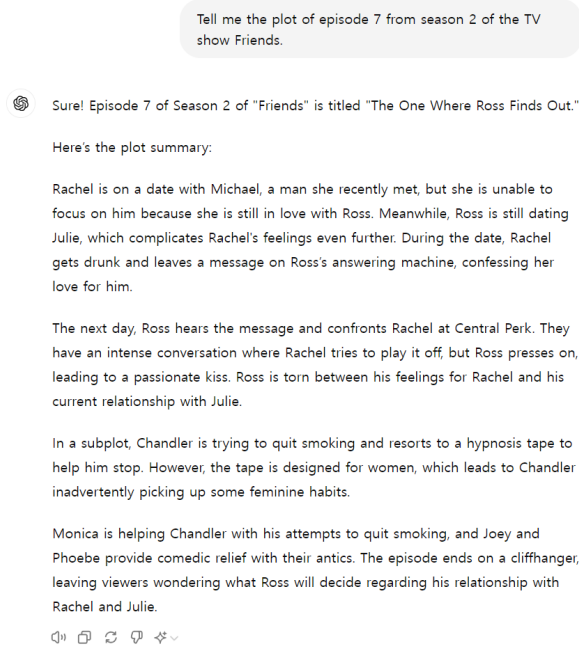 Tell me the plot of episode 7 from season 2 of the TV
show Friends.
Sure! Episode 7 of Season 2 of "Friends" is titled "The One Where Ross Finds Out."
Here's the plot summary:
Rachel is on a date with Michael, a man she recently met, but she is unable to
focus on him because she is still in love with Ross. Meanwhile, Ross is still dating
Julie, which complicates Rachel's feelings even further. During the date, Rachel
gets drunk and leaves a message on Ross's answering machine, confessing her
love for him.
The next day, Ross hears the message and confronts Rachel at Central Perk. They
have an intense conversation where Rachel tries to play it off, but Ross presses on,
leading to a passionate kiss. Ross is torn between his feelings for Rachel and his
current relationship with Julie.
In a subplot, Chandler is trying to quit smoking and resorts to a hypnosis tape to
help him stop. However, the tape is designed for women, which leads to Chandler
inadvertently picking up some feminine habits.
Monica is helping Chandler with his attempts to quit smoking, and Joey and
Phoebe provide comedic relief with their antics. The episode ends on a cliffhanger,
leaving viewers wondering what Ross will decide regarding his relationship with
Rachel and Julie.